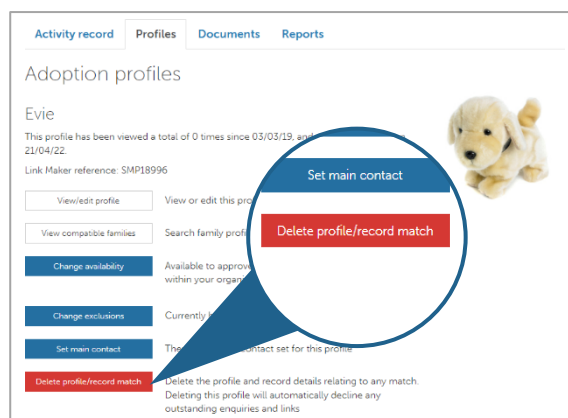 Activity record Profiles Documents Reports
Adoption profiles
Evie
This profile has been viewed a total of 0 times since 03/03/19, and
21/04/22.
Link Maker reference: SMP18996
View/edit profile View or edit this pro
View compatible families Search family profi
Change availability Available to approve
within your organ
Change exclusions Currently
Set main contact The contact set for this profile
Delete profile/record match Delete the profile and record details relating to any match.
Deleting this profile will automatically decline any
outstanding enquiries and links
Set main contact
Delete profile/record match